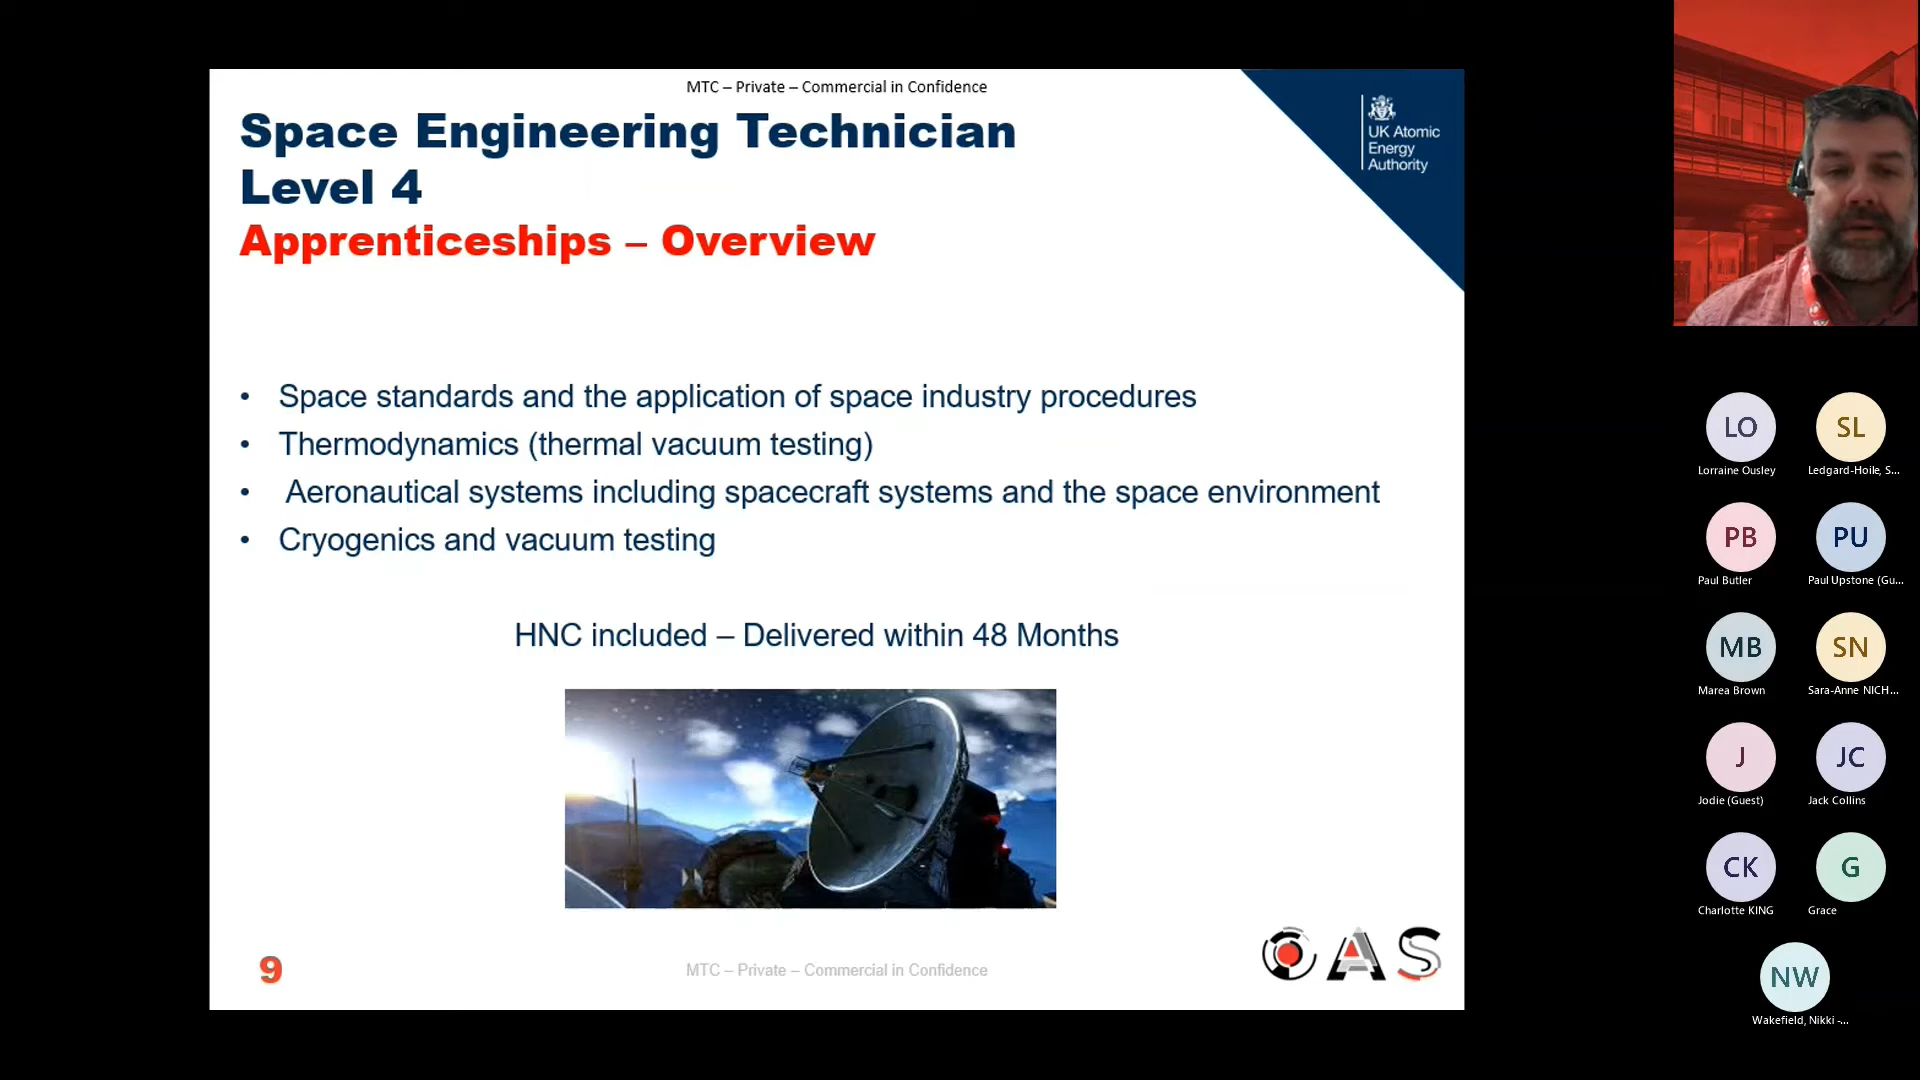 MTC – Private – Commercial in Confidence
Space Engineering Technician
Level 4
Apprenticeships – Overview
UK Atomic
Energy
Authority
• Space standards and the application of space industry procedures
• Thermodynamics (thermal vacuum testing)
• Aeronautical systems including spacecraft systems and the space environment
• Cryogenics and vacuum testing
HNC included – Delivered within 48 Months
9
MTC – Private – Commercial in Confidence
OAS
LO
Lorraine Ousley
SL
Ledgard-Hoile, S...
PB
Paul Butler
PU
Paul Upstone (Gu...
MB
Marea Brown
SN
Sara-Anne NICH...
J
Jodie (Guest)
JC
Jack Collins
CK
Charlotte KING
G
Grace
NW
Wakefield, Nikki -...